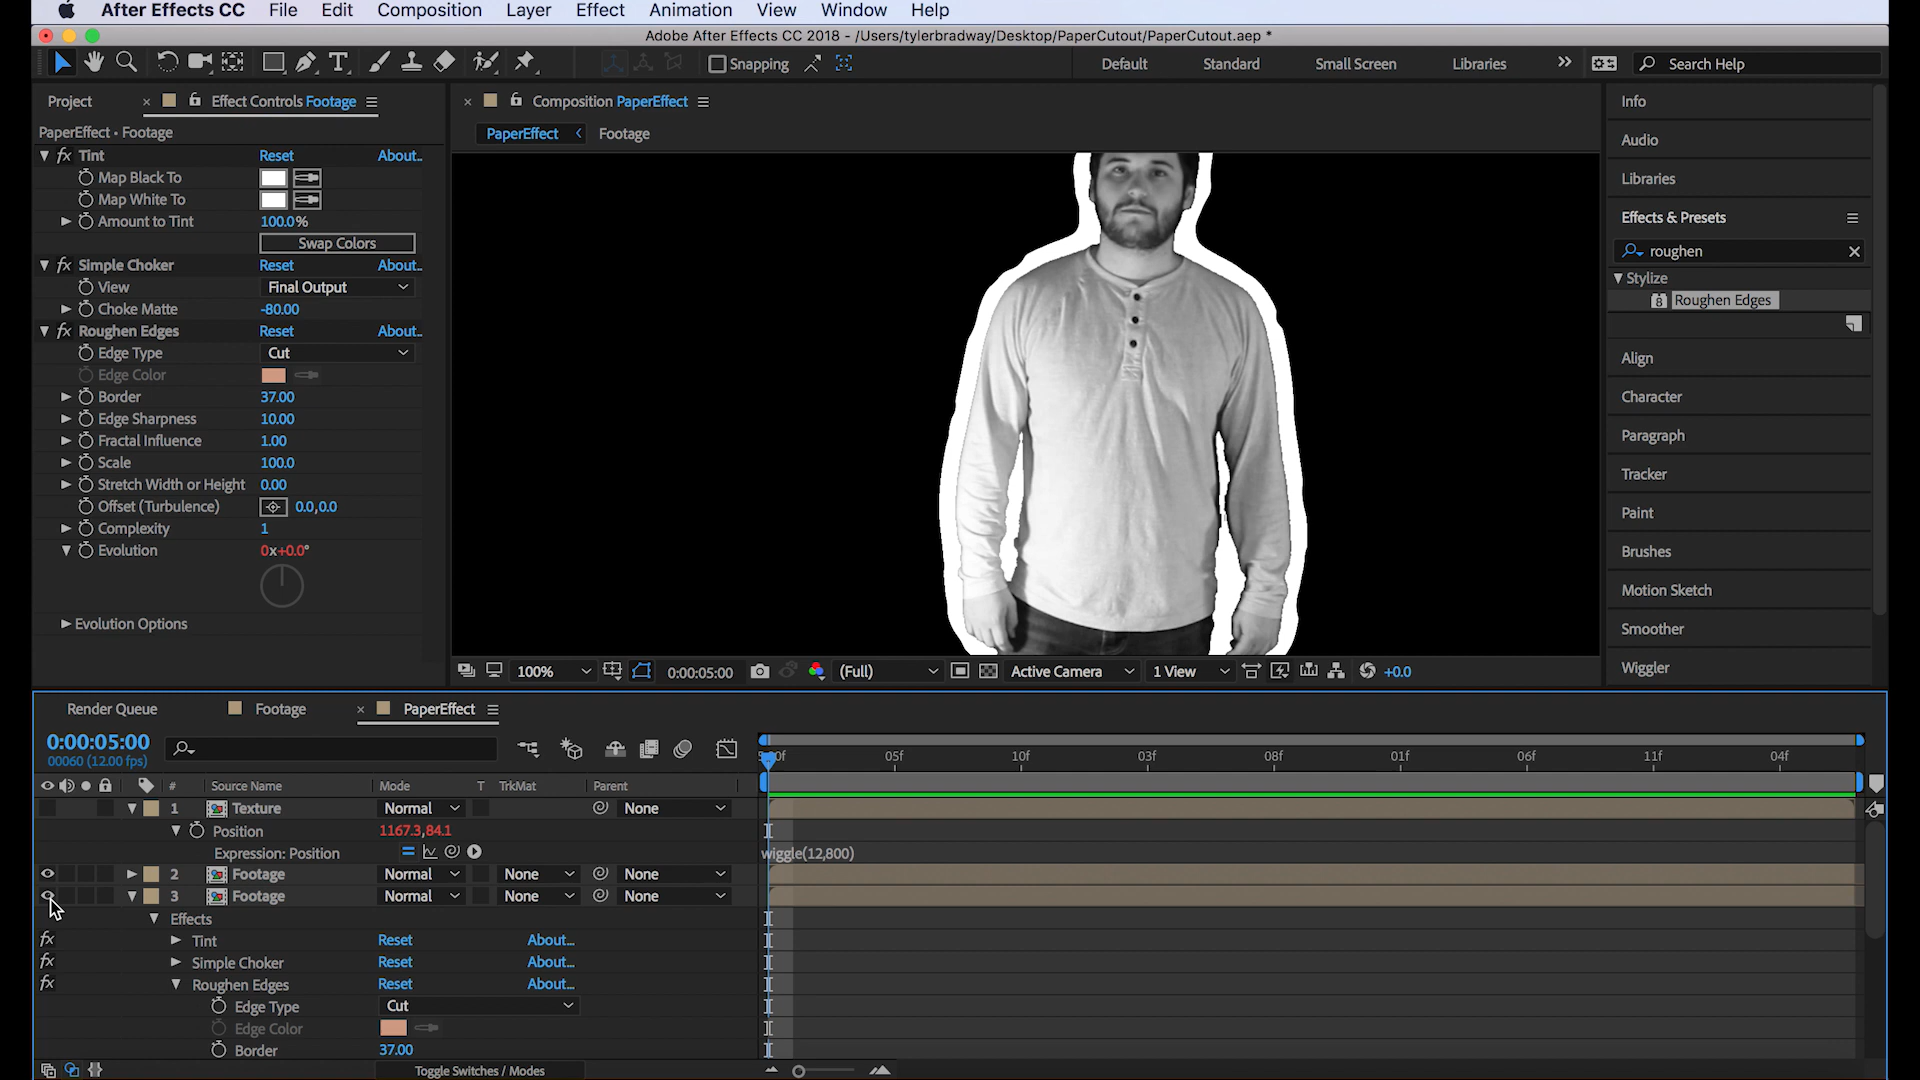 After Effects CC File Edit Composition Layer Effect Animation View Window Help
Adobe After Effects CC 2018 - /Users/tylerbradway/Desktop/PaperCutout/PaperCutout.aep *
Snapping Default Standard Small Screen Libraries Search Help
Project Effect Controls Footage
Composition PaperEffect
PaperEffect Footage
PaperEffect • Footage
Tint Reset About..
Map Black To
Map White To
Amount to Tint 100.0%
Swap Colors
Simple Choker Reset About..
View Final Output
Choke Matte -80.00
Roughen Edges Reset About..
Edge Type Cut
Edge Color
Border 37.00
Edge Sharpness 10.00
Fractal Influence 1.00
Scale 100.0
Stretch Width or Height 0.00
Offset (Turbulence) 0.0,0.0
Complexity 1
Evolution 0x+0.0°
Evolution Options
100% 0:00:05:00 (Full) Active Camera 1 View +0.0
Info
Audio
Libraries
Effects & Presets
roughen
Stylize
8 Roughen Edges
Align
Character
Paragraph
Tracker
Paint
Brushes
Motion Sketch
Smoother
Wiggler
Render Queue Footage PaperEffect
0:00:05:00
00060 (12.00 fps)
05f 10f 03f 08f 01f 06f 11f 04f
# Source Name Mode T TrkMat Parent
1 Texture Normal None
Position 1167.3,84.1
Expression: Position wiggle(12,800)
2 Footage Normal None None
3 Footage Normal None None
Effects
fx Tint Reset About...
fx Simple Choker Reset About...
fx Roughen Edges Reset About...
Edge Type Cut
Edge Color
Border 37.00
Toggle Switches / Modes